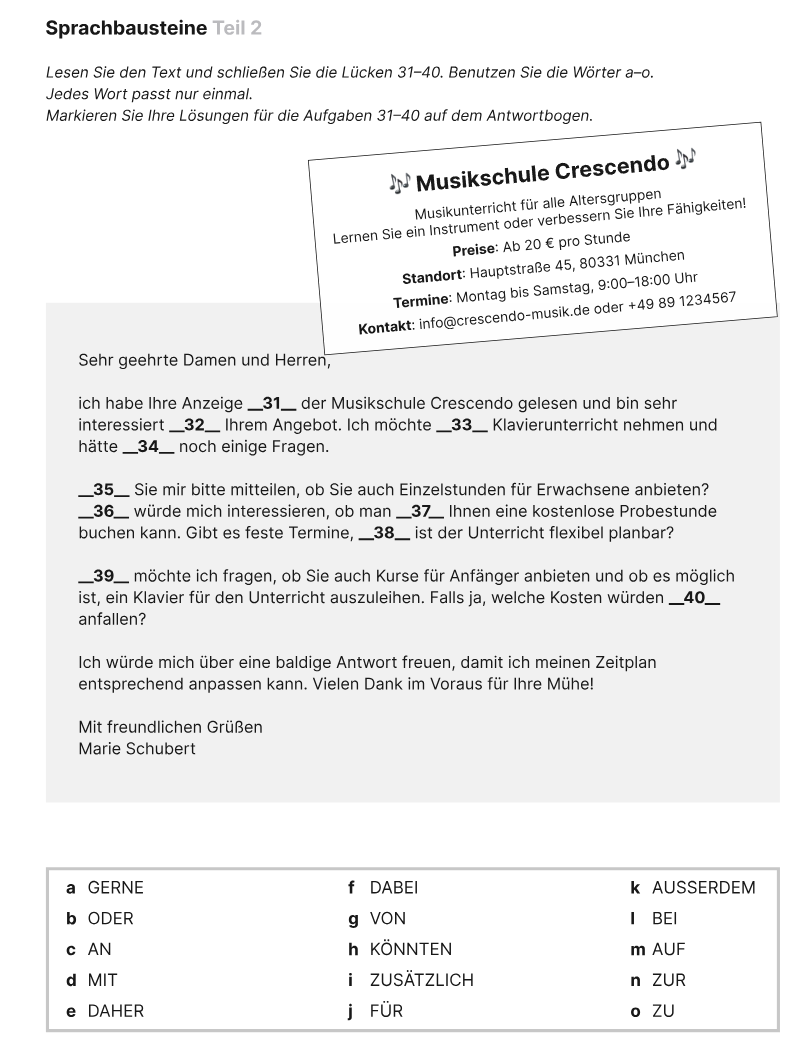 Sprachbausteine Teil 2
Lesen Sie den Text und schließen Sie die Lücken 31–40. Benutzen Sie die Wörter a–o.
Jedes Wort passt nur einmal.
Markieren Sie Ihre Lösungen für die Aufgaben 31–40 auf dem Antwortbogen.
🎶 Musikschule Crescendo 🎶
Musikunterricht für alle Altersgruppen
Lernen Sie ein Instrument oder verbessern Sie Ihre Fähigkeiten!
Preise: Ab 20 € pro Stunde
Standort: Hauptstraße 45, 80331 München
Termine: Montag bis Samstag, 9:00–18:00 Uhr
Kontakt: info@crescendo-musik.de oder +49 89 1234567
Sehr geehrte Damen und Herren,
ich habe Ihre Anzeige __31__ der Musikschule Crescendo gelesen und bin sehr
interessiert __32__ Ihrem Angebot. Ich möchte __33__ Klavierunterricht nehmen und
hätte __34__ noch einige Fragen.
__35__ Sie mir bitte mitteilen, ob Sie auch Einzelstunden für Erwachsene anbieten?
__36__ würde mich interessieren, ob man __37__ Ihnen eine kostenlose Probestunde
buchen kann. Gibt es feste Termine, __38__ ist der Unterricht flexibel planbar?
__39__ möchte ich fragen, ob Sie auch Kurse für Anfänger anbieten und ob es möglich
ist, ein Klavier für den Unterricht auszuleihen. Falls ja, welche Kosten würden __40__
anfallen?
Ich würde mich über eine baldige Antwort freuen, damit ich meinen Zeitplan
entsprechend anpassen kann. Vielen Dank im Voraus für Ihre Mühe!
Mit freundlichen Grüßen
Marie Schubert
a GERNE
b ODER
c AN
d MIT
e DAHER
f DABEI
g VON
h KÖNNTEN
i ZUSÄTZLICH
j FÜR
k AUSSERDEM
l BEI
m AUF
n ZUR
o ZU